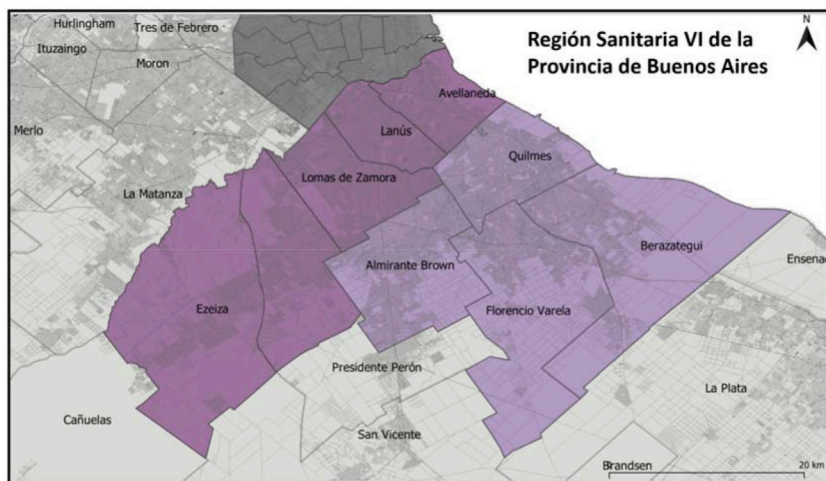 Hurlingham
Tres de Febrero
Ituzaingo
Moron
Merlo
La Matanza
Región Sanitaria VI de la
Provincia de Buenos Aires
N
Avellaneda
Lanús
Quilmes
Lomas de Zamora
Berazategui
Ensenad
Almirante Brown
Ezeiza
Florencio Varela
Presidente Perón
La Plata
Cañuelas
San Vicente
Brandsen
0
20 km